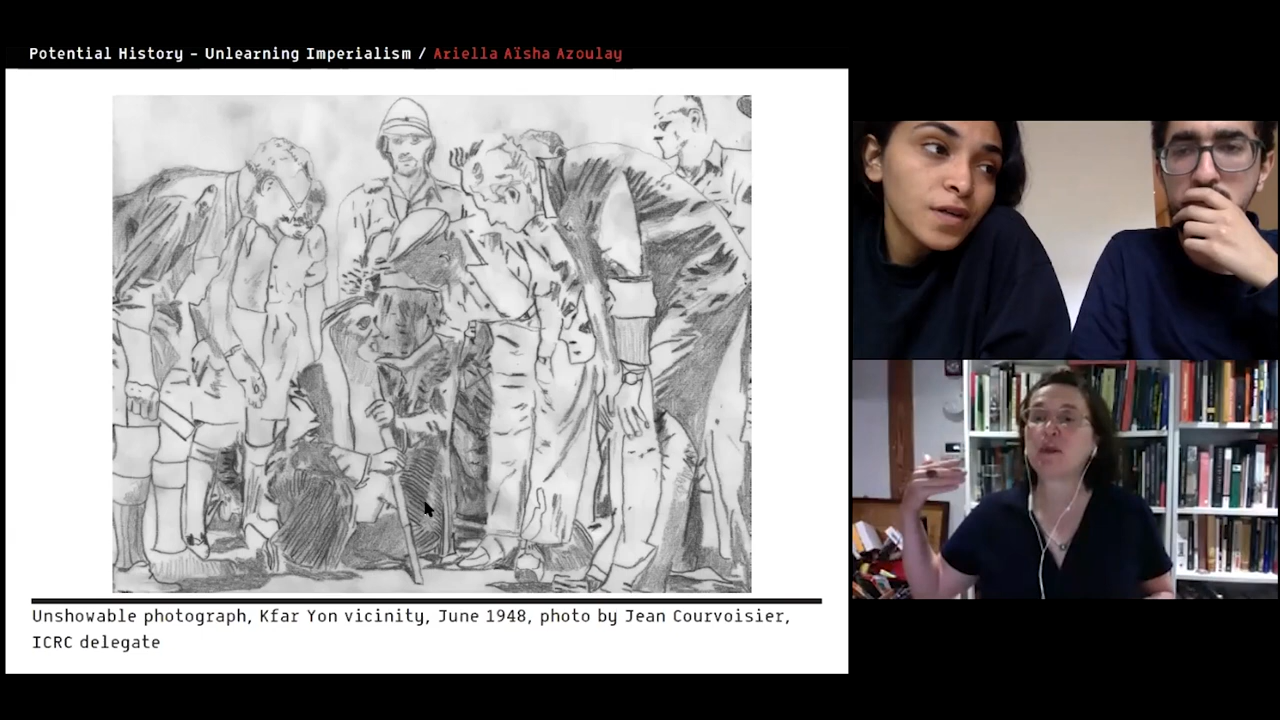 Potential History - Unlearning Imperialism / Ariella Aïsha Azoulay
Unshowable photograph, Kfar Yon vicinity, June 1948, photo by Jean Courvoisier,
ICRC delegate